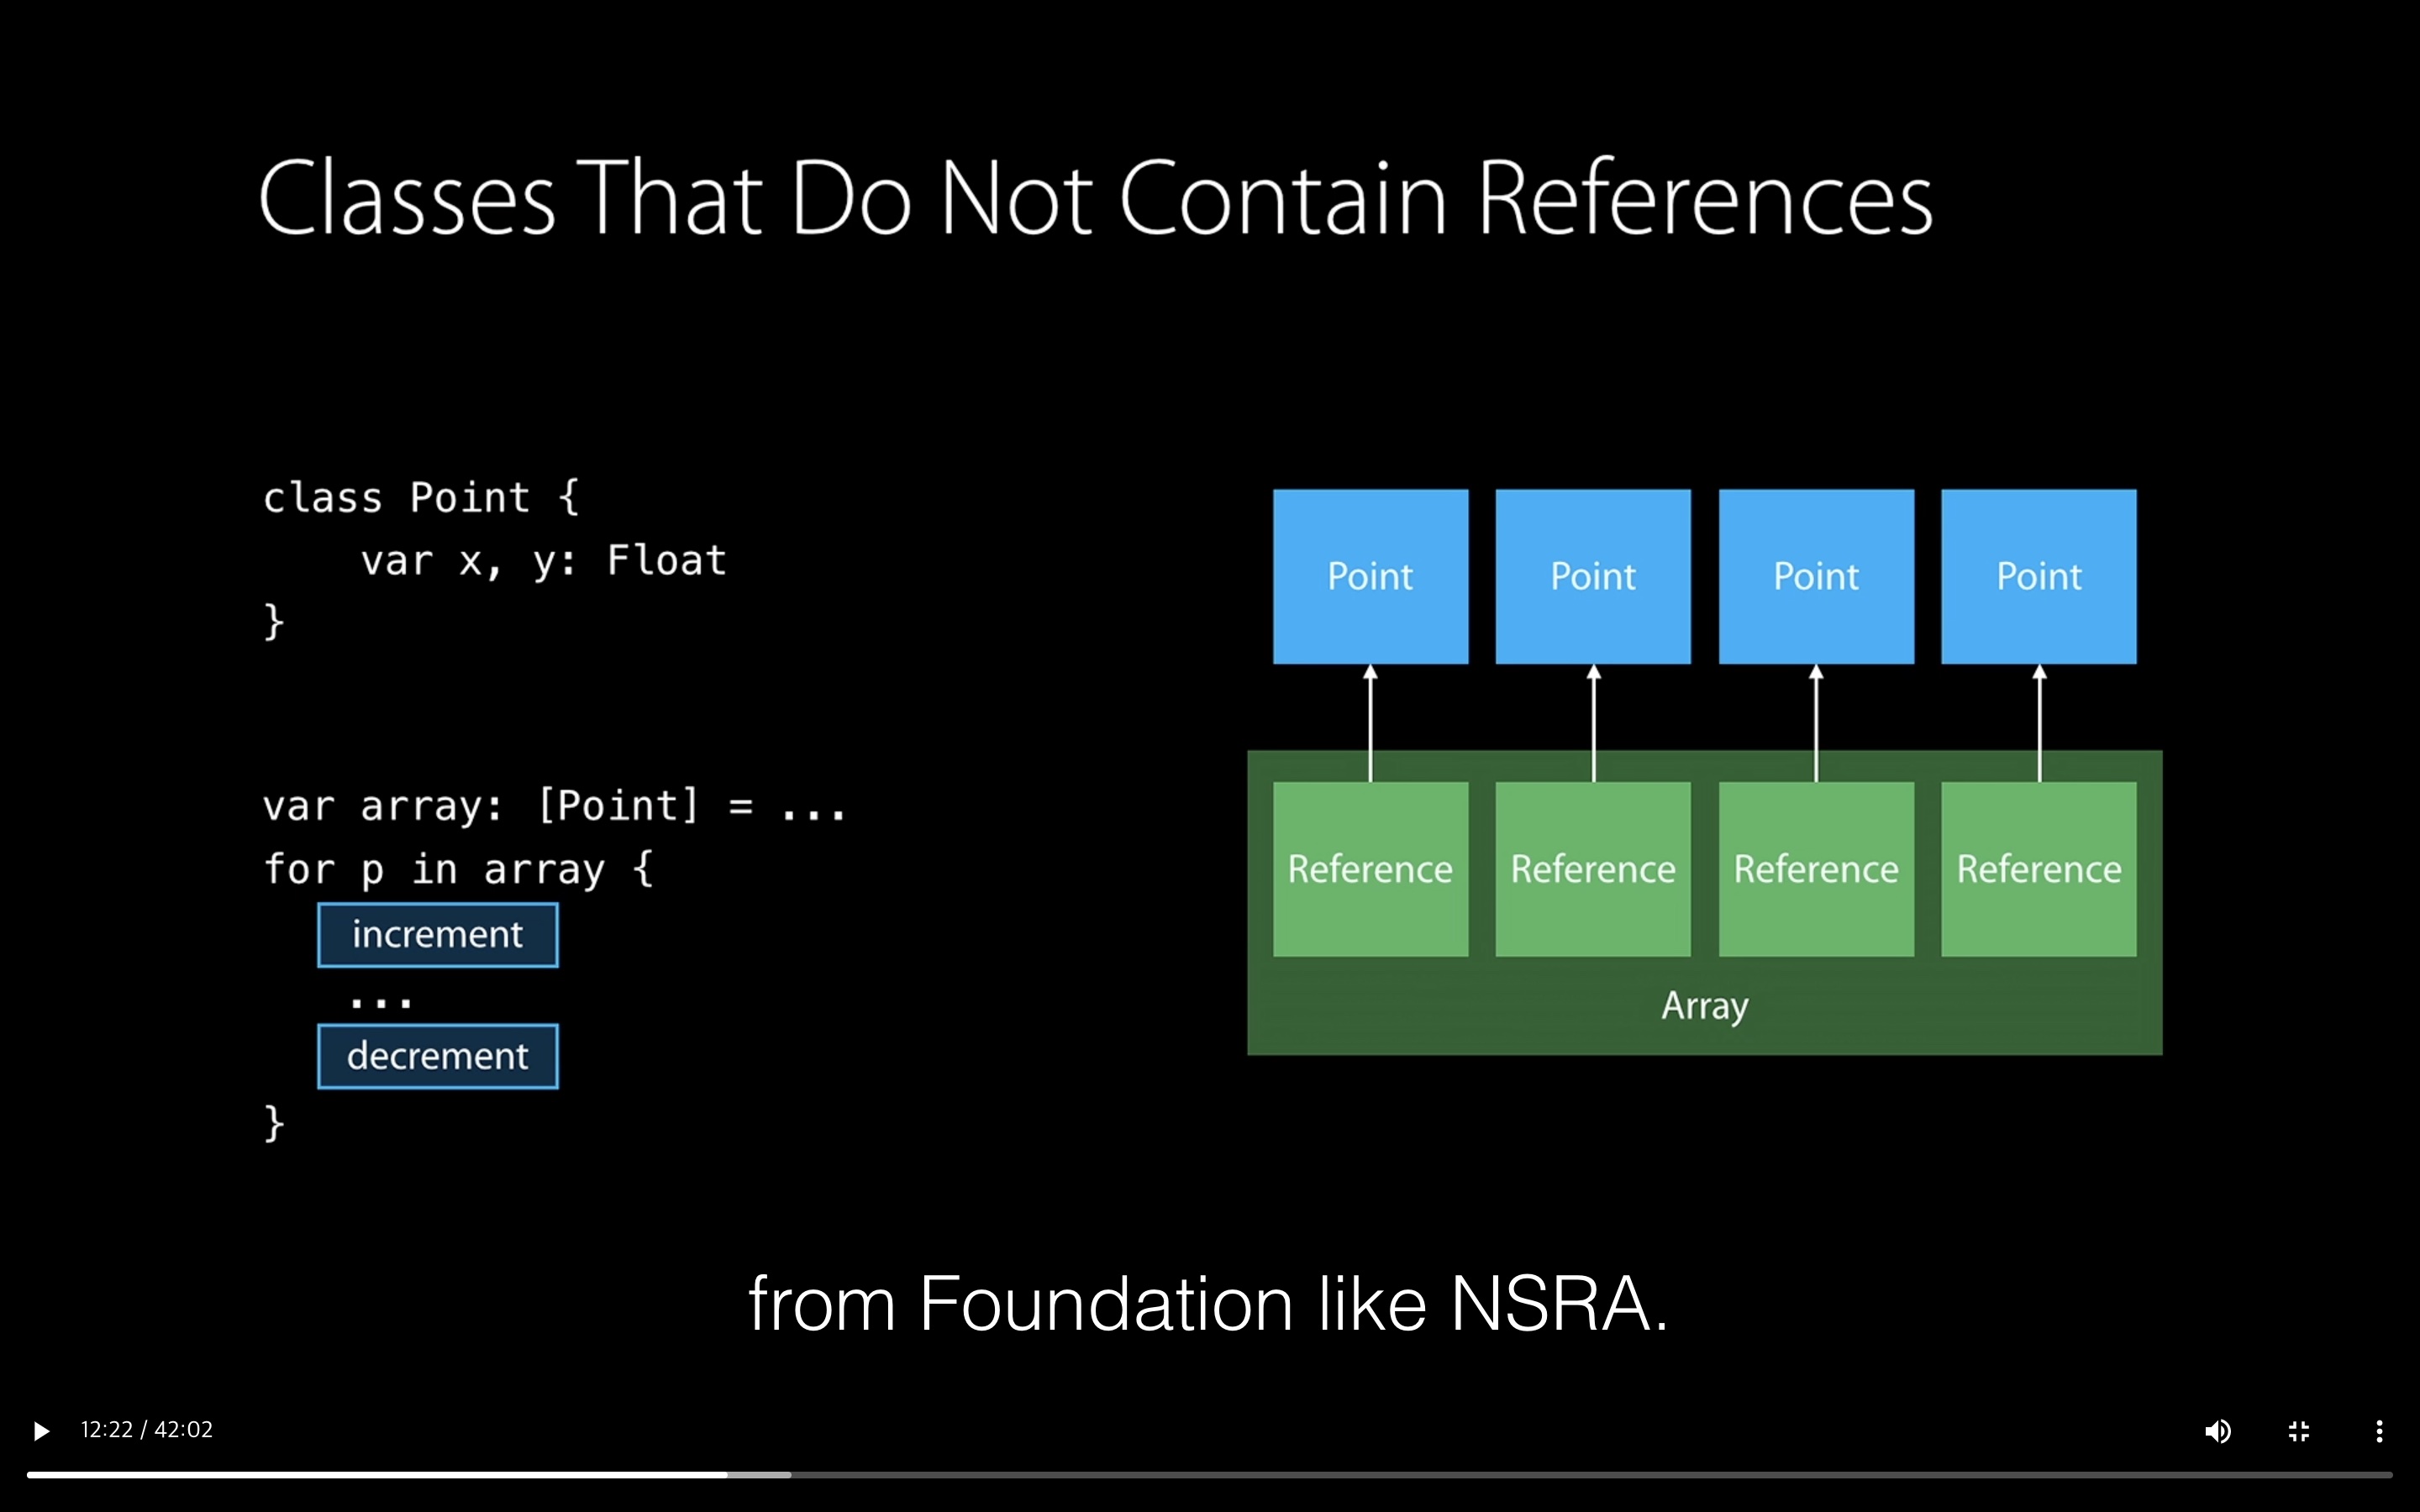 Classes That Do Not Contain References
class Point {
    var x, y: Float
}
var array: [Point] = ...
for p in array {
increment
...
decrement
}
Point Point Point Point
Reference Reference Reference Reference
Array
from Foundation like NSRA.
12:22 / 42:02